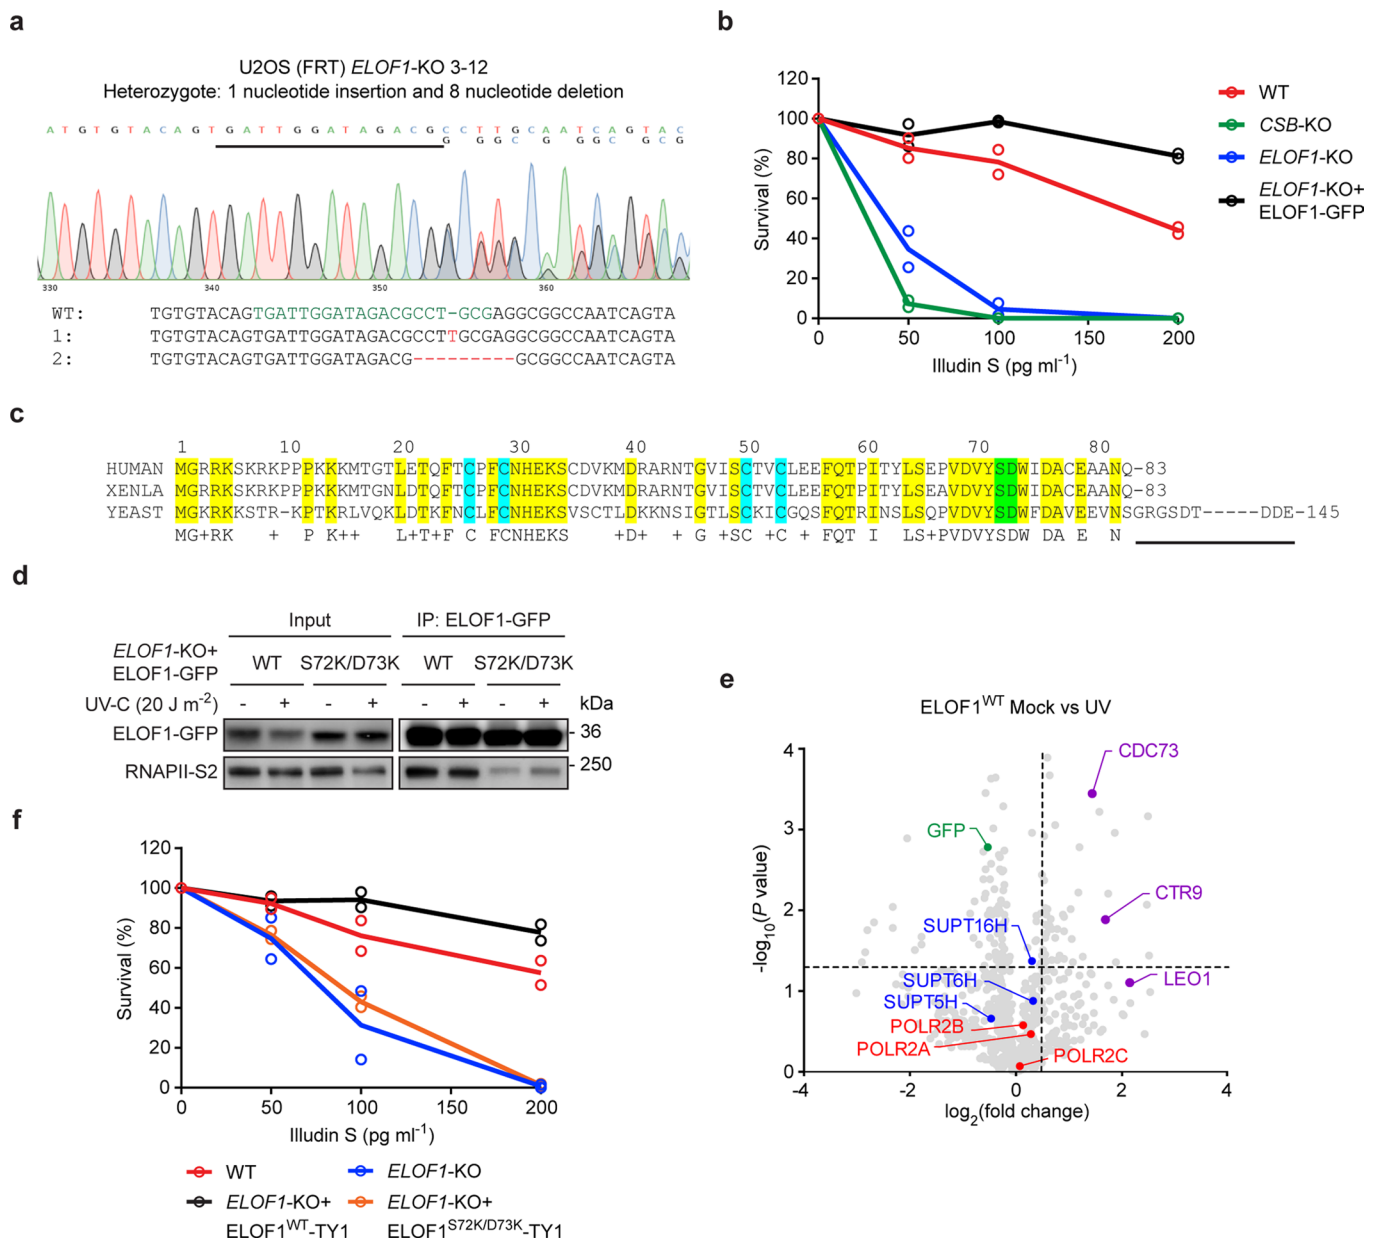 a
U2OS (FRT) ELOF1-KO 3-12
Heterozygote: 1 nucleotide insertion and 8 nucleotide deletion
A T G T G T A C A G T G A T T G G A T A G A C G C C T T G C A A T C A G T A C
G G G C G G G C G C G
330 340 350 360
WT: TGTGTACAGTGATTGGATAGACGCCT-GCGAGGCGGCCAATCAGTA
1: TGTGTACAGTGATTGGATAGACGCCTTGCGAGGCGGCCAATCAGTA
2: TGTGTACAGTGATTGGATAGACG---------GCGGCCAATCAGTA
b
120
100
80
60
40
20
0
Survival (%)
0 50 100 150 200
Illudin S (pg ml-1)
WT
CSB-KO
ELOF1-KO
ELOF1-KO+
ELOF1-GFP
c
1 10 20 30 40 50 60 70 80
HUMAN MGRRKSKRKPPPKKKMTGTLETQFTCPFCNHEKSCDVKMDRARNTGVISCTVCLEEFQTPITYLSEPVDVYSDWIDACEAANQ-83
XENLA MGRRKSKRKPPPKKKMTGNLDTQFTCPFCNHEKSCDVKMDRARNTGVISCTVCLEEFQTPITYLSEAVDVYSDWIDACEAANQ-83
YEAST MGKRKKSTR-KPTKRLVQKLDTKFNCLFCNHEKSVSCTLDKKNSIGTLSCKICGQSFQTRINSLSQPVDVYSDWFDAVEEVNSGRGSDT-----DDE-145
MG+RK + P K++ L+T+F C FCNHEKS +D+ + G +SC +C + FQT I LS+PVDVYSDW DA E N
d
Input IP: ELOF1-GFP
ELOF1-KO+
ELOF1-GFP
WT S72K/D73K WT S72K/D73K
UV-C (20 J m-2) - + - + - + - + kDa
ELOF1-GFP - 36
RNAPII-S2 - 250
e
ELOF1WT Mock vs UV
4
3
2
1
0
-log10(P value)
CDC73
GFP
CTR9
SUPT16H
SUPT6H
LEO1
SUPT5H
POLR2B
POLR2A
POLR2C
-4 -2 0 2 4
log2(fold change)
f
120
100
80
60
40
20
0
Survival (%)
0 50 100 150 200
Illudin S (pg ml-1)
WT
ELOF1-KO
ELOF1-KO+
ELOF1WT-TY1
ELOF1-KO+
ELOF1S72K/D73K-TY1